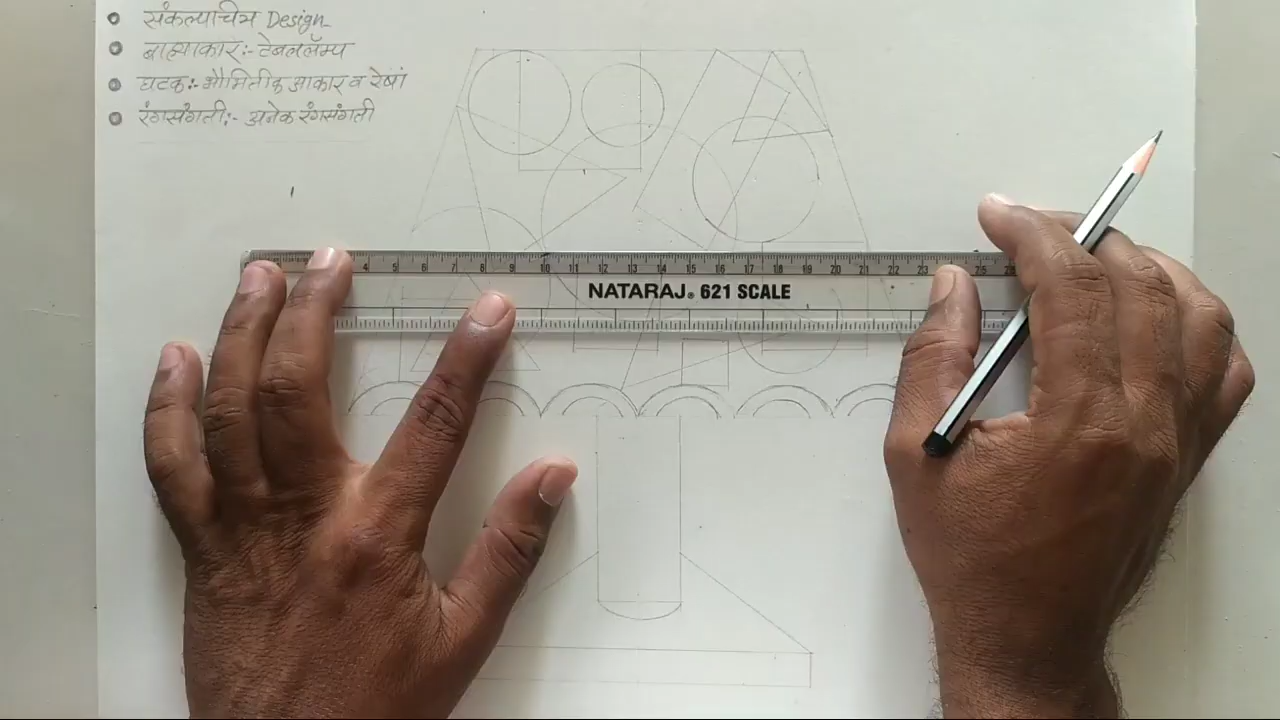 संकल्पचित्र Design
बाह्याकार:- टेबललॅम्प
घटक:- भौमितीक आकार व रेषा
रंगसंगती:- अनेक रंगसंगती
NATARAJ® 621 SCALE